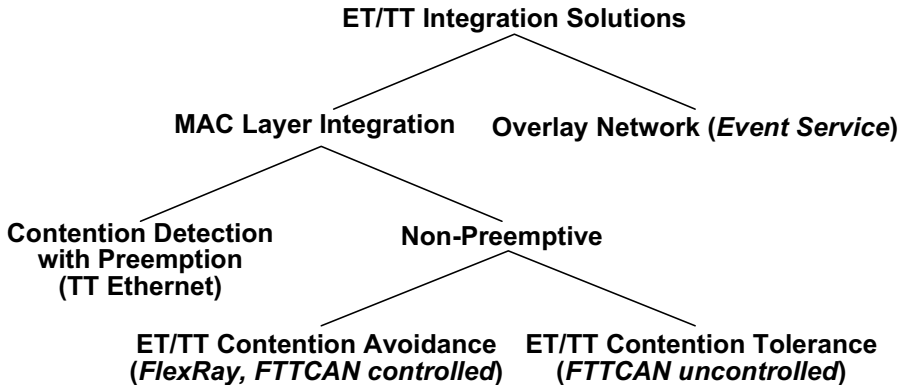 ET/TT Integration Solutions
MAC Layer Integration
Overlay Network (Event Service)
Contention Detection
with Preemption
(TT Ethernet)
Non-Preemptive
ET/TT Contention Avoidance
(FlexRay, FTTCAN controlled)
ET/TT Contention Tolerance
(FTTCAN uncontrolled)